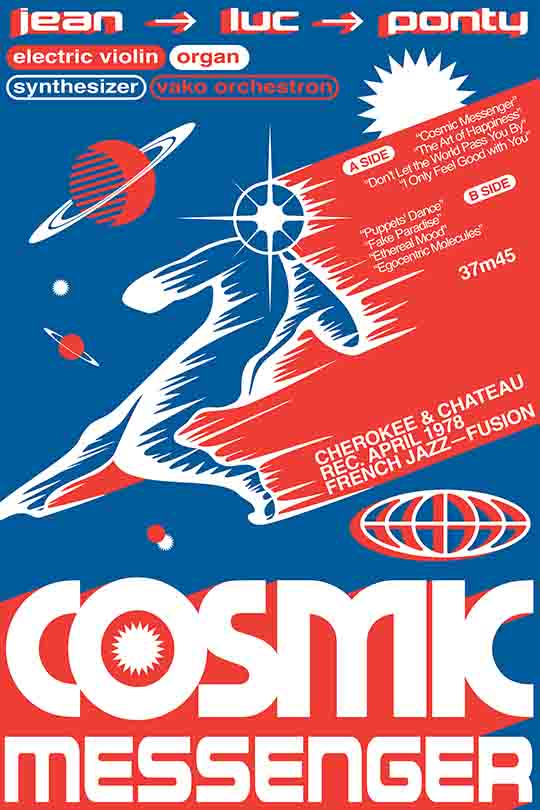 jean → luc → ponty
electric violin organ
synthesizer vako orchestron
A SIDE
“Cosmic Messenger”
“The Art of Happiness”
“Don’t Let the World Pass You By”
“I Only Feel Good with You”
B SIDE
“Puppets’ Dance”
“Fake Paradise”
“Ethereal Mood”
“Egocentric Molecules”
37m45
CHEROKEE & CHATEAU
REC. APRIL 1978
FRENCH JAZZ—FUSION
COSMIC
MESSENGER